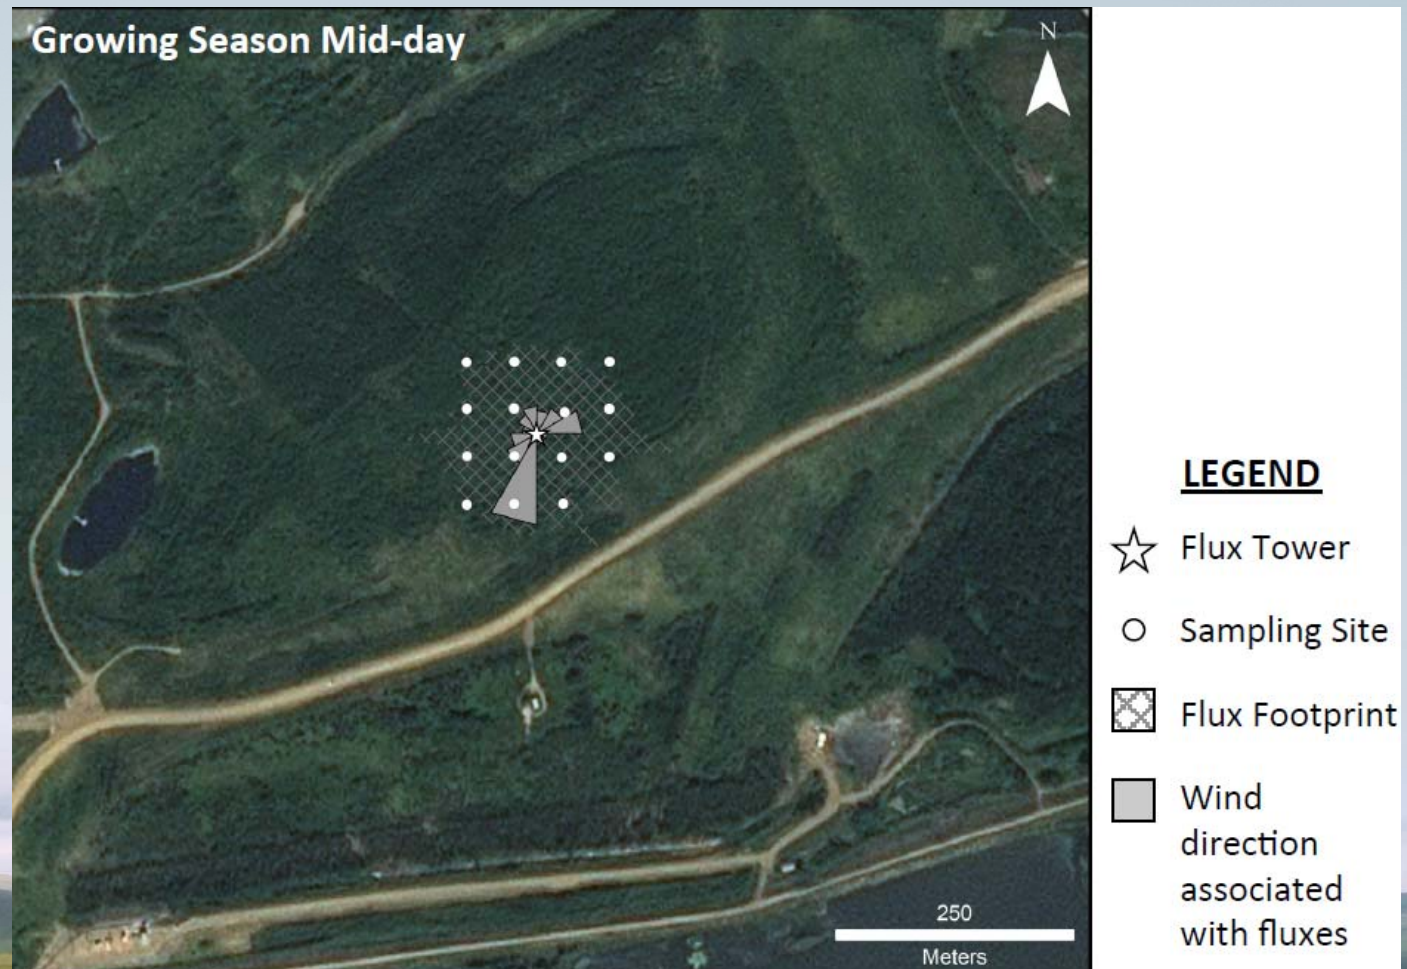 Growing Season Mid-day
N
LEGEND
Flux Tower
Sampling Site
Flux Footprint
Wind
direction
associated
with fluxes
250
Meters